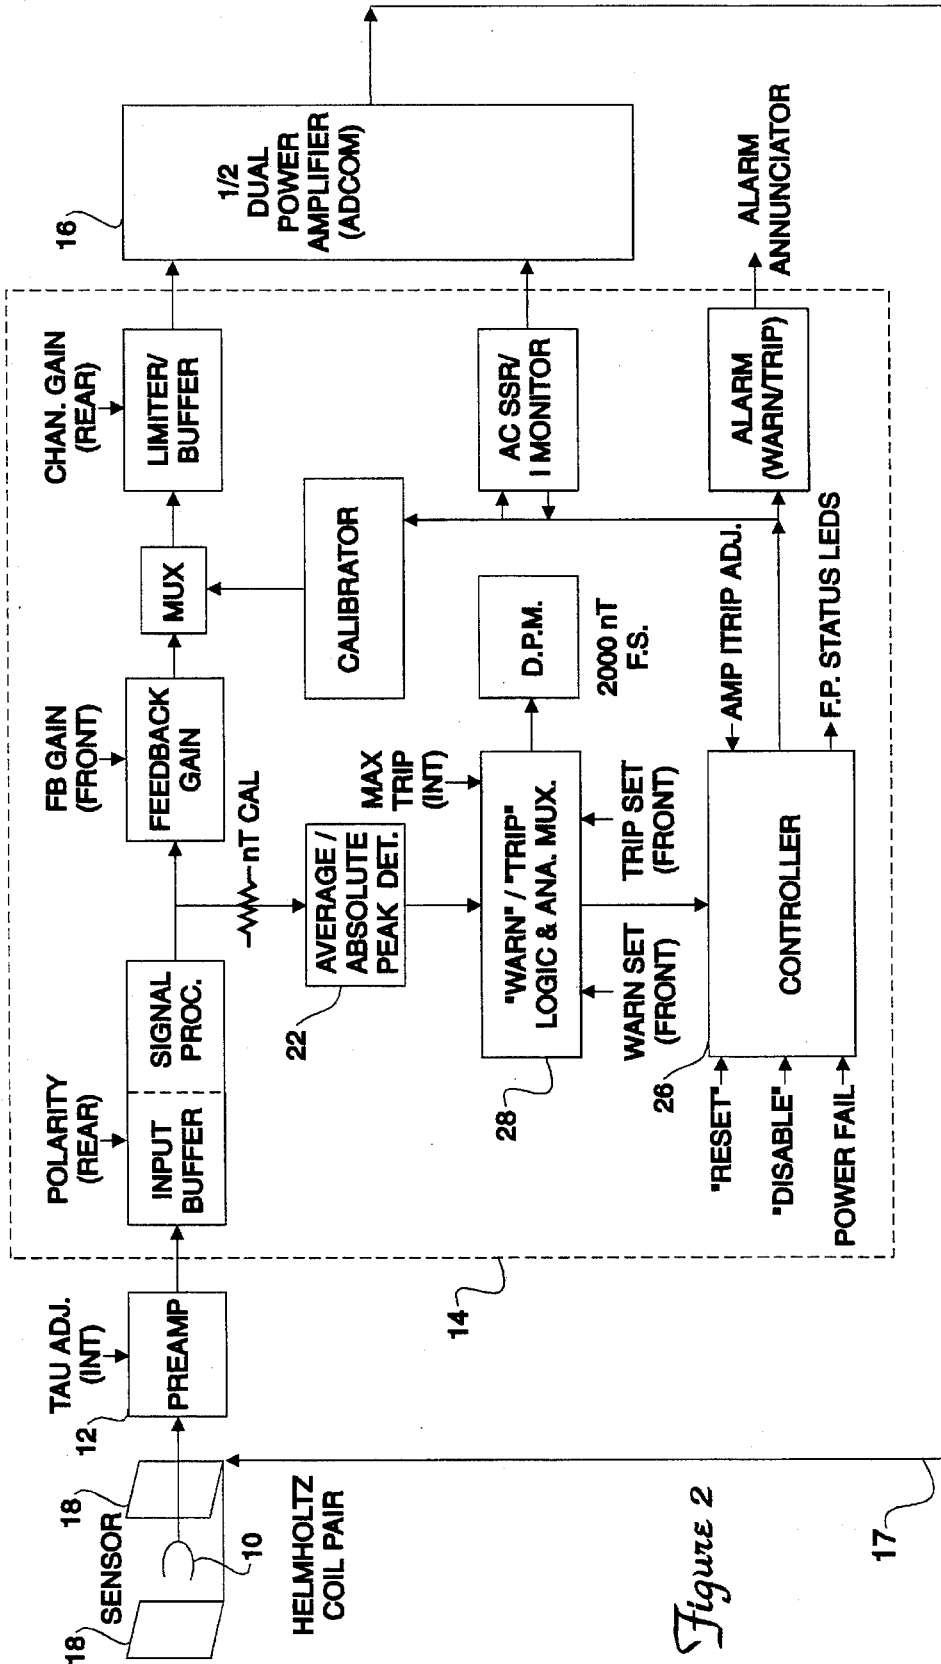 SENSOR
18
18
10
HELMHOLTZ
COIL PAIR
TAU ADJ.
(INT)
12
PREAMP
14
POLARITY
(REAR)
INPUT
BUFFER
SIGNAL
PROC.
nT CAL
FB GAIN
(FRONT)
FEEDBACK
GAIN
MUX
CHAN. GAIN
(REAR)
LIMITER/
BUFFER
16
1/2
DUAL
POWER
AMPLIFIER
(ADCOM)
22
AVERAGE /
ABSOLUTE
PEAK DET.
CALIBRATOR
MAX
TRIP
(INT)
28
"WARN" / "TRIP"
LOGIC & ANA. MUX.
D.P.M.
2000 nT
F.S.
AC SSR/
I MONITOR
WARN SET
(FRONT)
TRIP SET
(FRONT)
26
"RESET"
"DISABLE"
POWER FAIL
CONTROLLER
AMP ITRIP ADJ.
F.P. STATUS LEDS
ALARM
(WARN/TRIP)
ALARM
ANNUNCIATOR
17
Figure 2